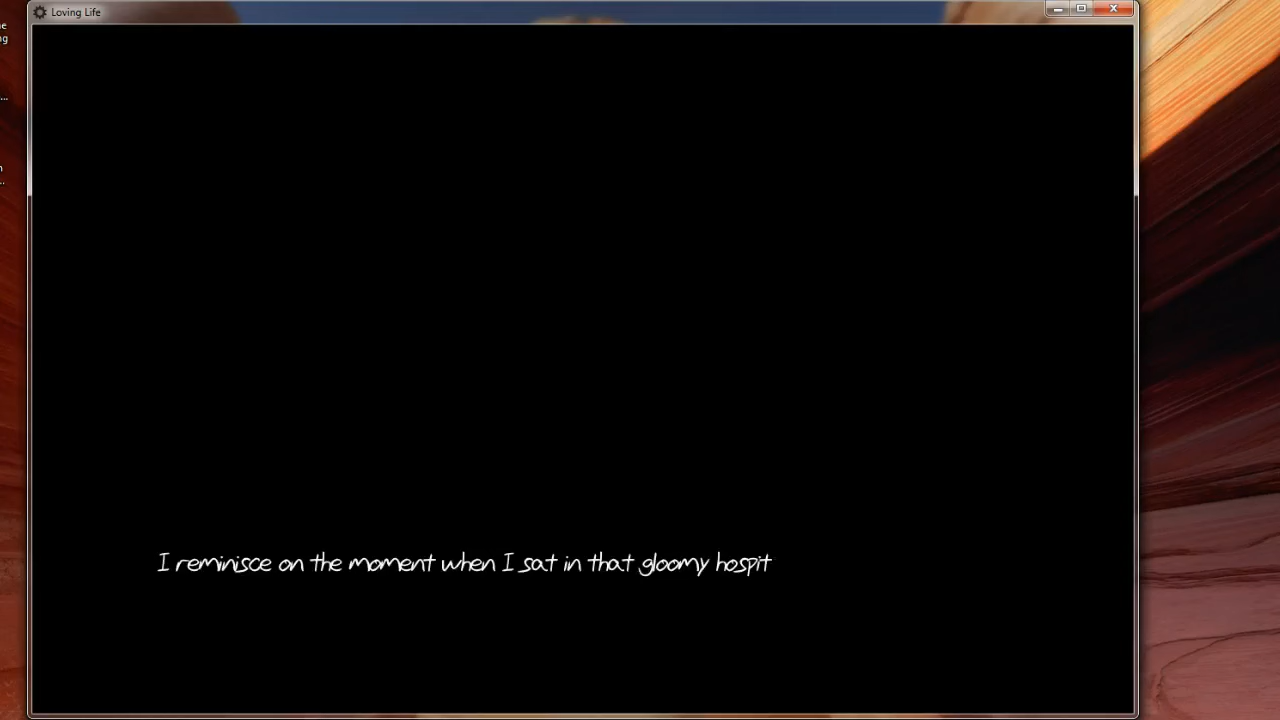 Loving Life
I reminisce on the moment when I sat in that gloomy hospit